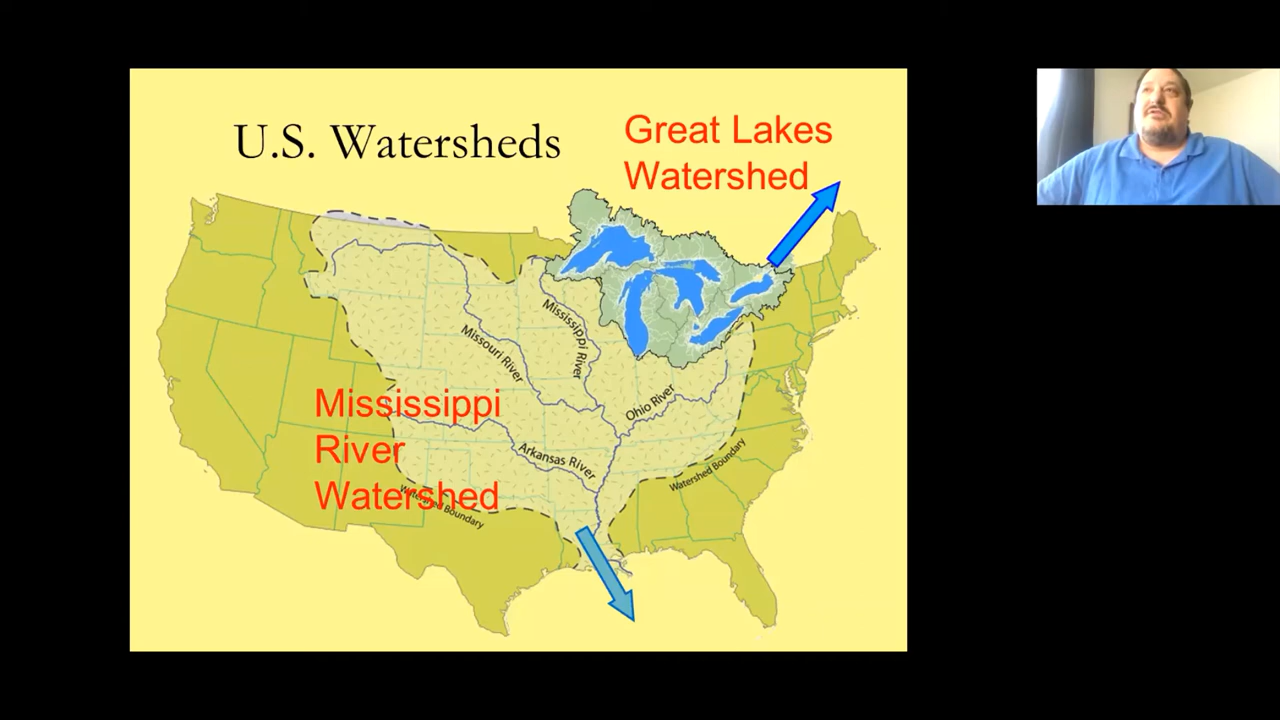 U.S. Watersheds
Great Lakes
Watershed
Mississippi River
Missouri River
Mississippi
River
Watershed
Ohio River
Arkansas River
Watershed Boundary
Watershed Boundary